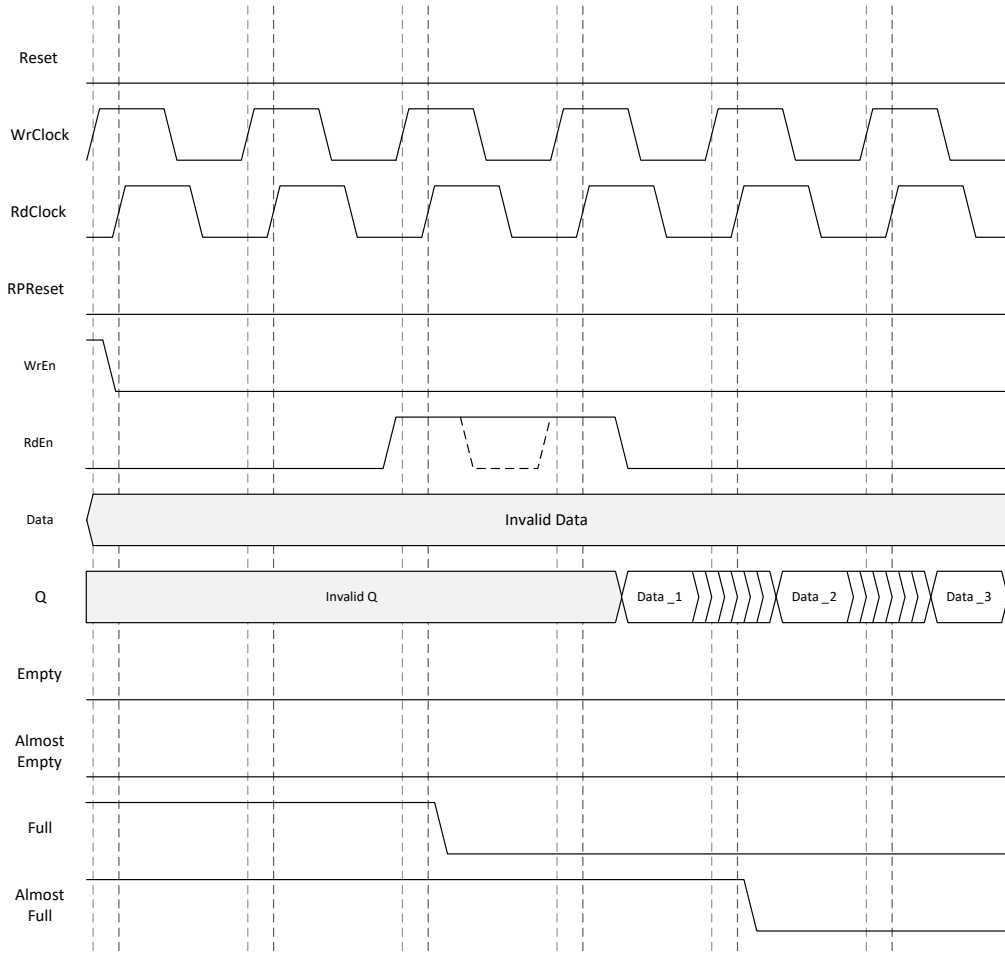 Reset
WrClock
RdClock
RPReset
WrEn
RdEn
Data
Invalid Data
Q
Invalid Q
Data _1
Data _2
Data _3
Empty
Almost
Empty
Full
Almost
Full